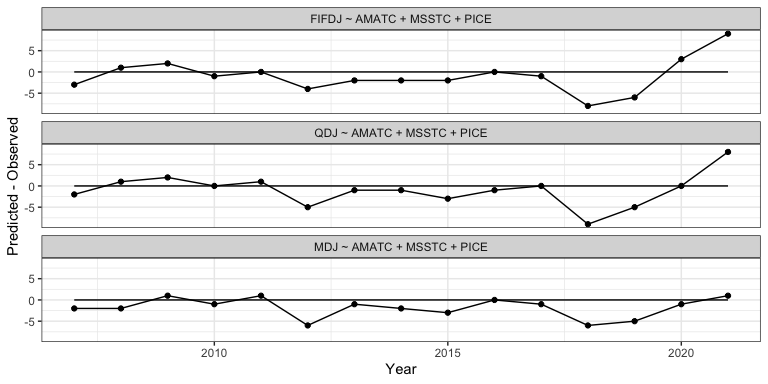 FIFDJ ~ AMATC + MSSTC + PICE
5
0
-5
QDJ ~ AMATC + MSSTC + PICE
5
0
-5
MDJ ~ AMATC + MSSTC + PICE
5
0
-5
Predicted - Observed
2010 2015 2020
Year